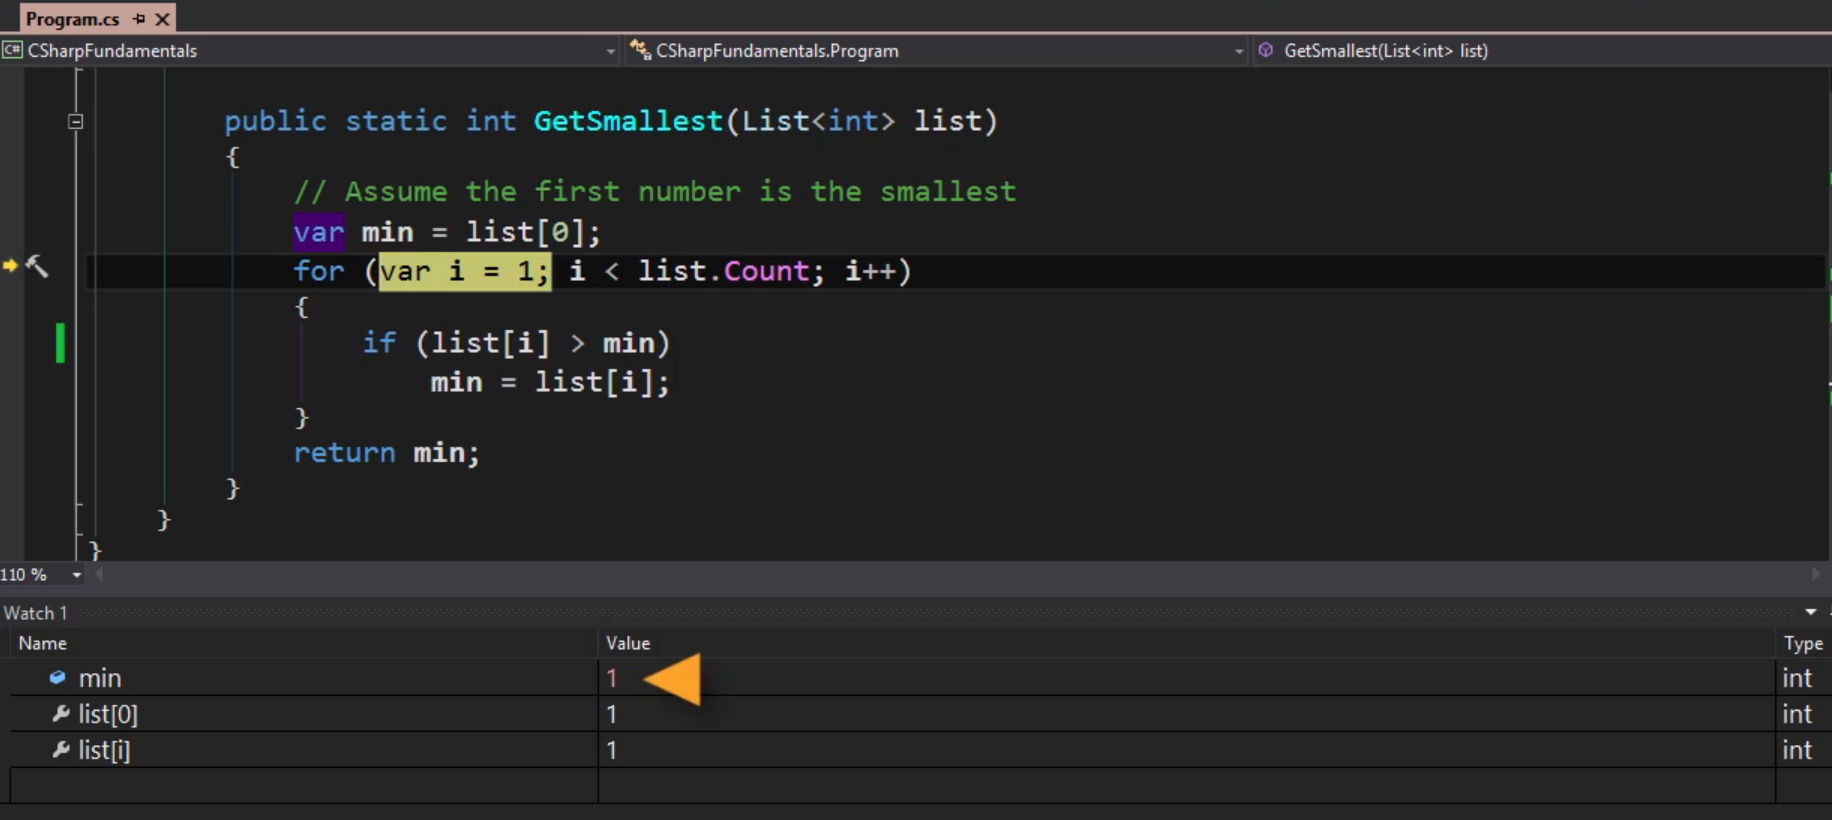 Program.cs
C# CSharpFundamentals CSharpFundamentals.Program GetSmallest(List<int> list)
public static int GetSmallest(List<int> list)
{
// Assume the first number is the smallest
var min = list[0];
for (var i = 1; i < list.Count; i++)
{
if (list[i] > min)
min = list[i];
}
return min;
}
}
}
110 %
Watch 1
Name Value Type
min 1 int
list[0] 1 int
list[i] 1 int